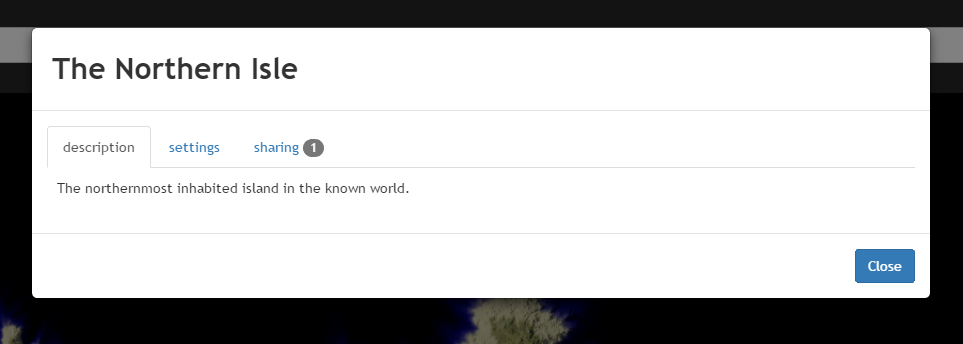 The Northern Isle
description settings sharing 1
The northernmost inhabited island in the known world.
Close